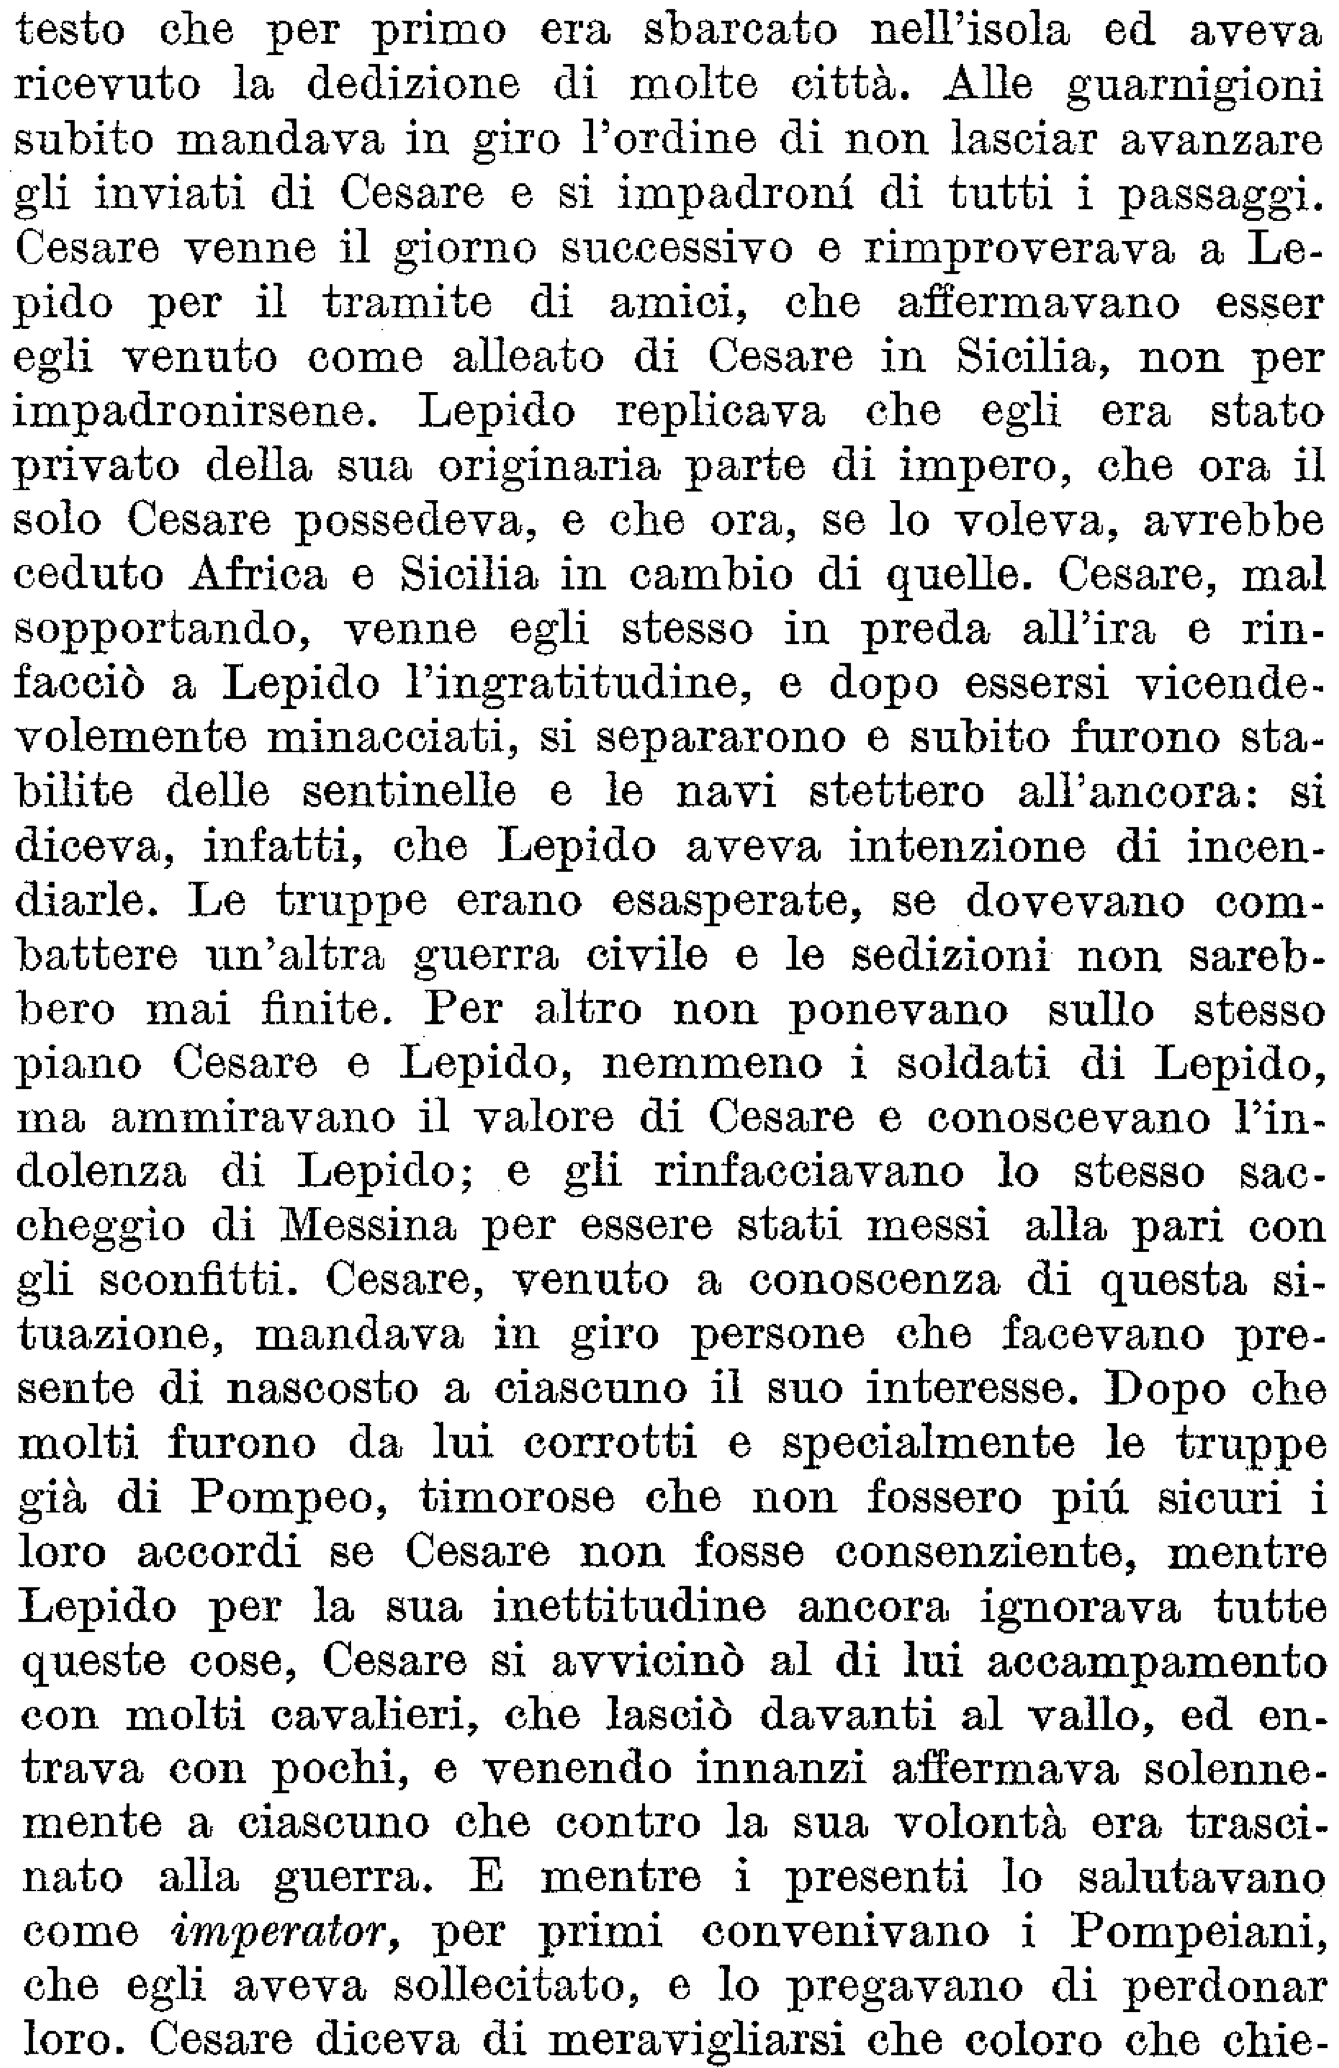 testo che per primo era sbarcato nell'isola ed aveva
ricevuto la dedizione di molte città. Alle guarnigioni
subito mandava in giro l'ordine di non lasciar avanzare
gli inviati di Cesare e si impadroní di tutti i passaggi.
Cesare venne il giorno successivo e rimproverava a Le-
pido per il tramite di amici, che affermavano esser
egli venuto come alleato di Cesare in Sicilia, non per
impadronirsene. Lepido replicava che egli era stato
privato della sua originaria parte di impero, che ora il
solo Cesare possedeva, e che ora, se lo voleva, avrebbe
ceduto Africa e Sicilia in cambio di quelle. Cesare, mal
sopportando, venne egli stesso in preda all'ira e rin-
facciò a Lepido l'ingratitudine, e dopo essersi vicende-
volemente minacciati, si separarono e subito furono sta-
bilite delle sentinelle e le navi stettero all'ancora: si
diceva, infatti, che Lepido aveva intenzione di incen-
diarle. Le truppe erano esasperate, se dovevano com-
battere un'altra guerra civile e le sedizioni non sareb-
bero mai finite. Per altro non ponevano sullo stesso
piano Cesare e Lepido, nemmeno i soldati di Lepido,
ma ammiravano il valore di Cesare e conoscevano l'in-
dolenza di Lepido; e gli rinfacciavano lo stesso sac-
cheggio di Messina per essere stati messi alla pari con
gli sconfitti. Cesare, venuto a conoscenza di questa si-
tuazione, mandava in giro persone che facevano pre-
sente di nascosto a ciascuno il suo interesse. Dopo che
molti furono da lui corrotti e specialmente le truppe
già di Pompeo, timorose che non fossero piú sicuri i
loro accordi se Cesare non fosse consenziente, mentre
Lepido per la sua inettitudine ancora ignorava tutte
queste cose, Cesare si avvicinò al di lui accampamento
con molti cavalieri, che lasciò davanti al vallo, ed en-
trava con pochi, e venendo innanzi affermava solenne-
mente a ciascuno che contro la sua volontà era trasci-
nato alla guerra. E mentre i presenti lo salutavano
come imperator, per primi convenivano i Pompeiani,
che egli aveva sollecitato, e lo pregavano di perdonar
loro. Cesare diceva di meravigliarsi che coloro che chie-